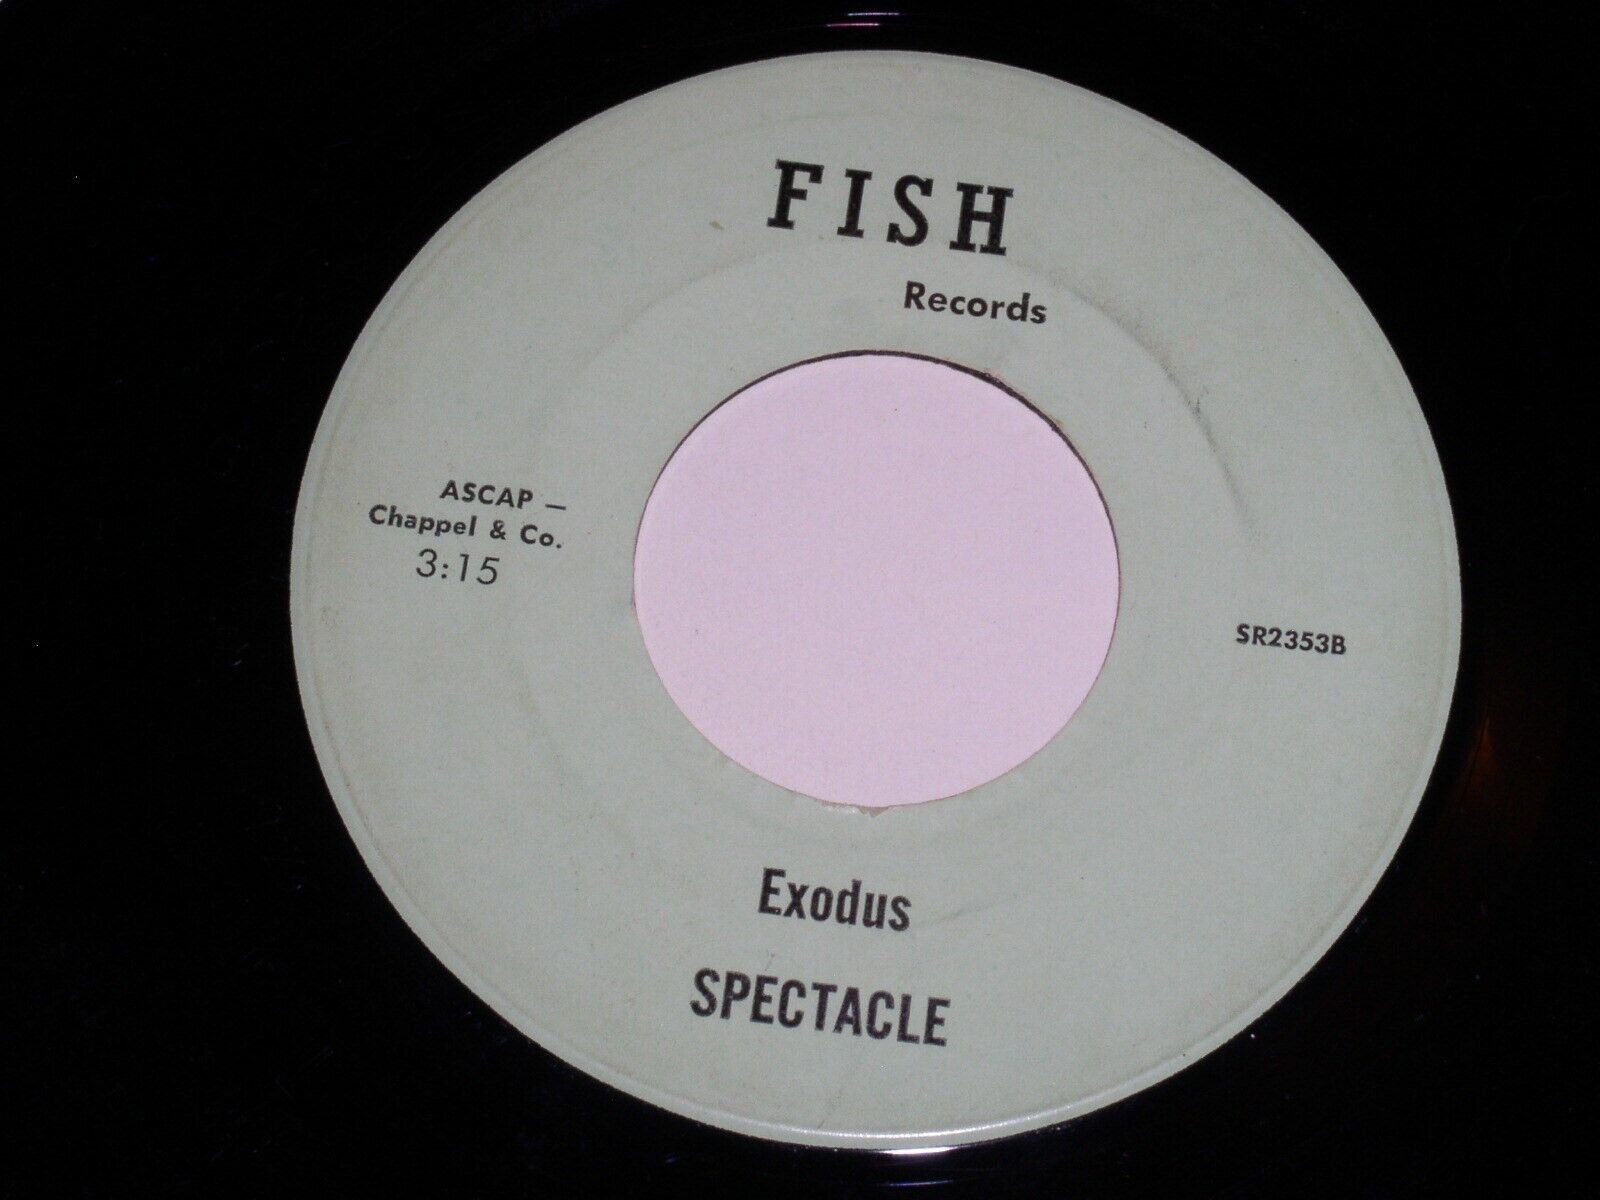 FISH
Records
ASCAP —
Chappel & Co.
3:15
SR2353B
Exodus
SPECTACLE